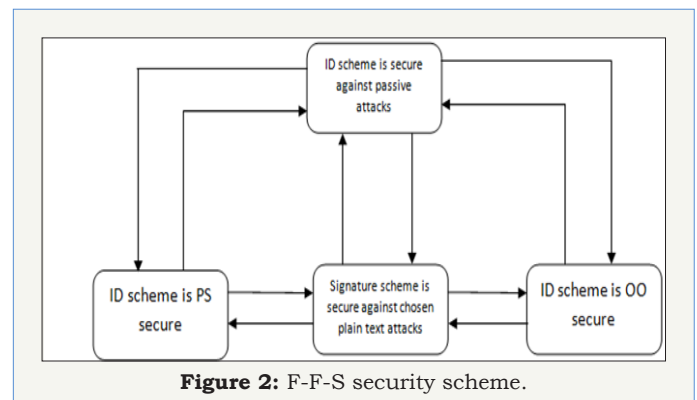 ID scheme is secure
against passive
attacks
ID scheme is PS
secure
Signature scheme is
secure against chosen
plain text attacks
ID scheme is OO
secure
Figure 2: F-F-S security scheme.